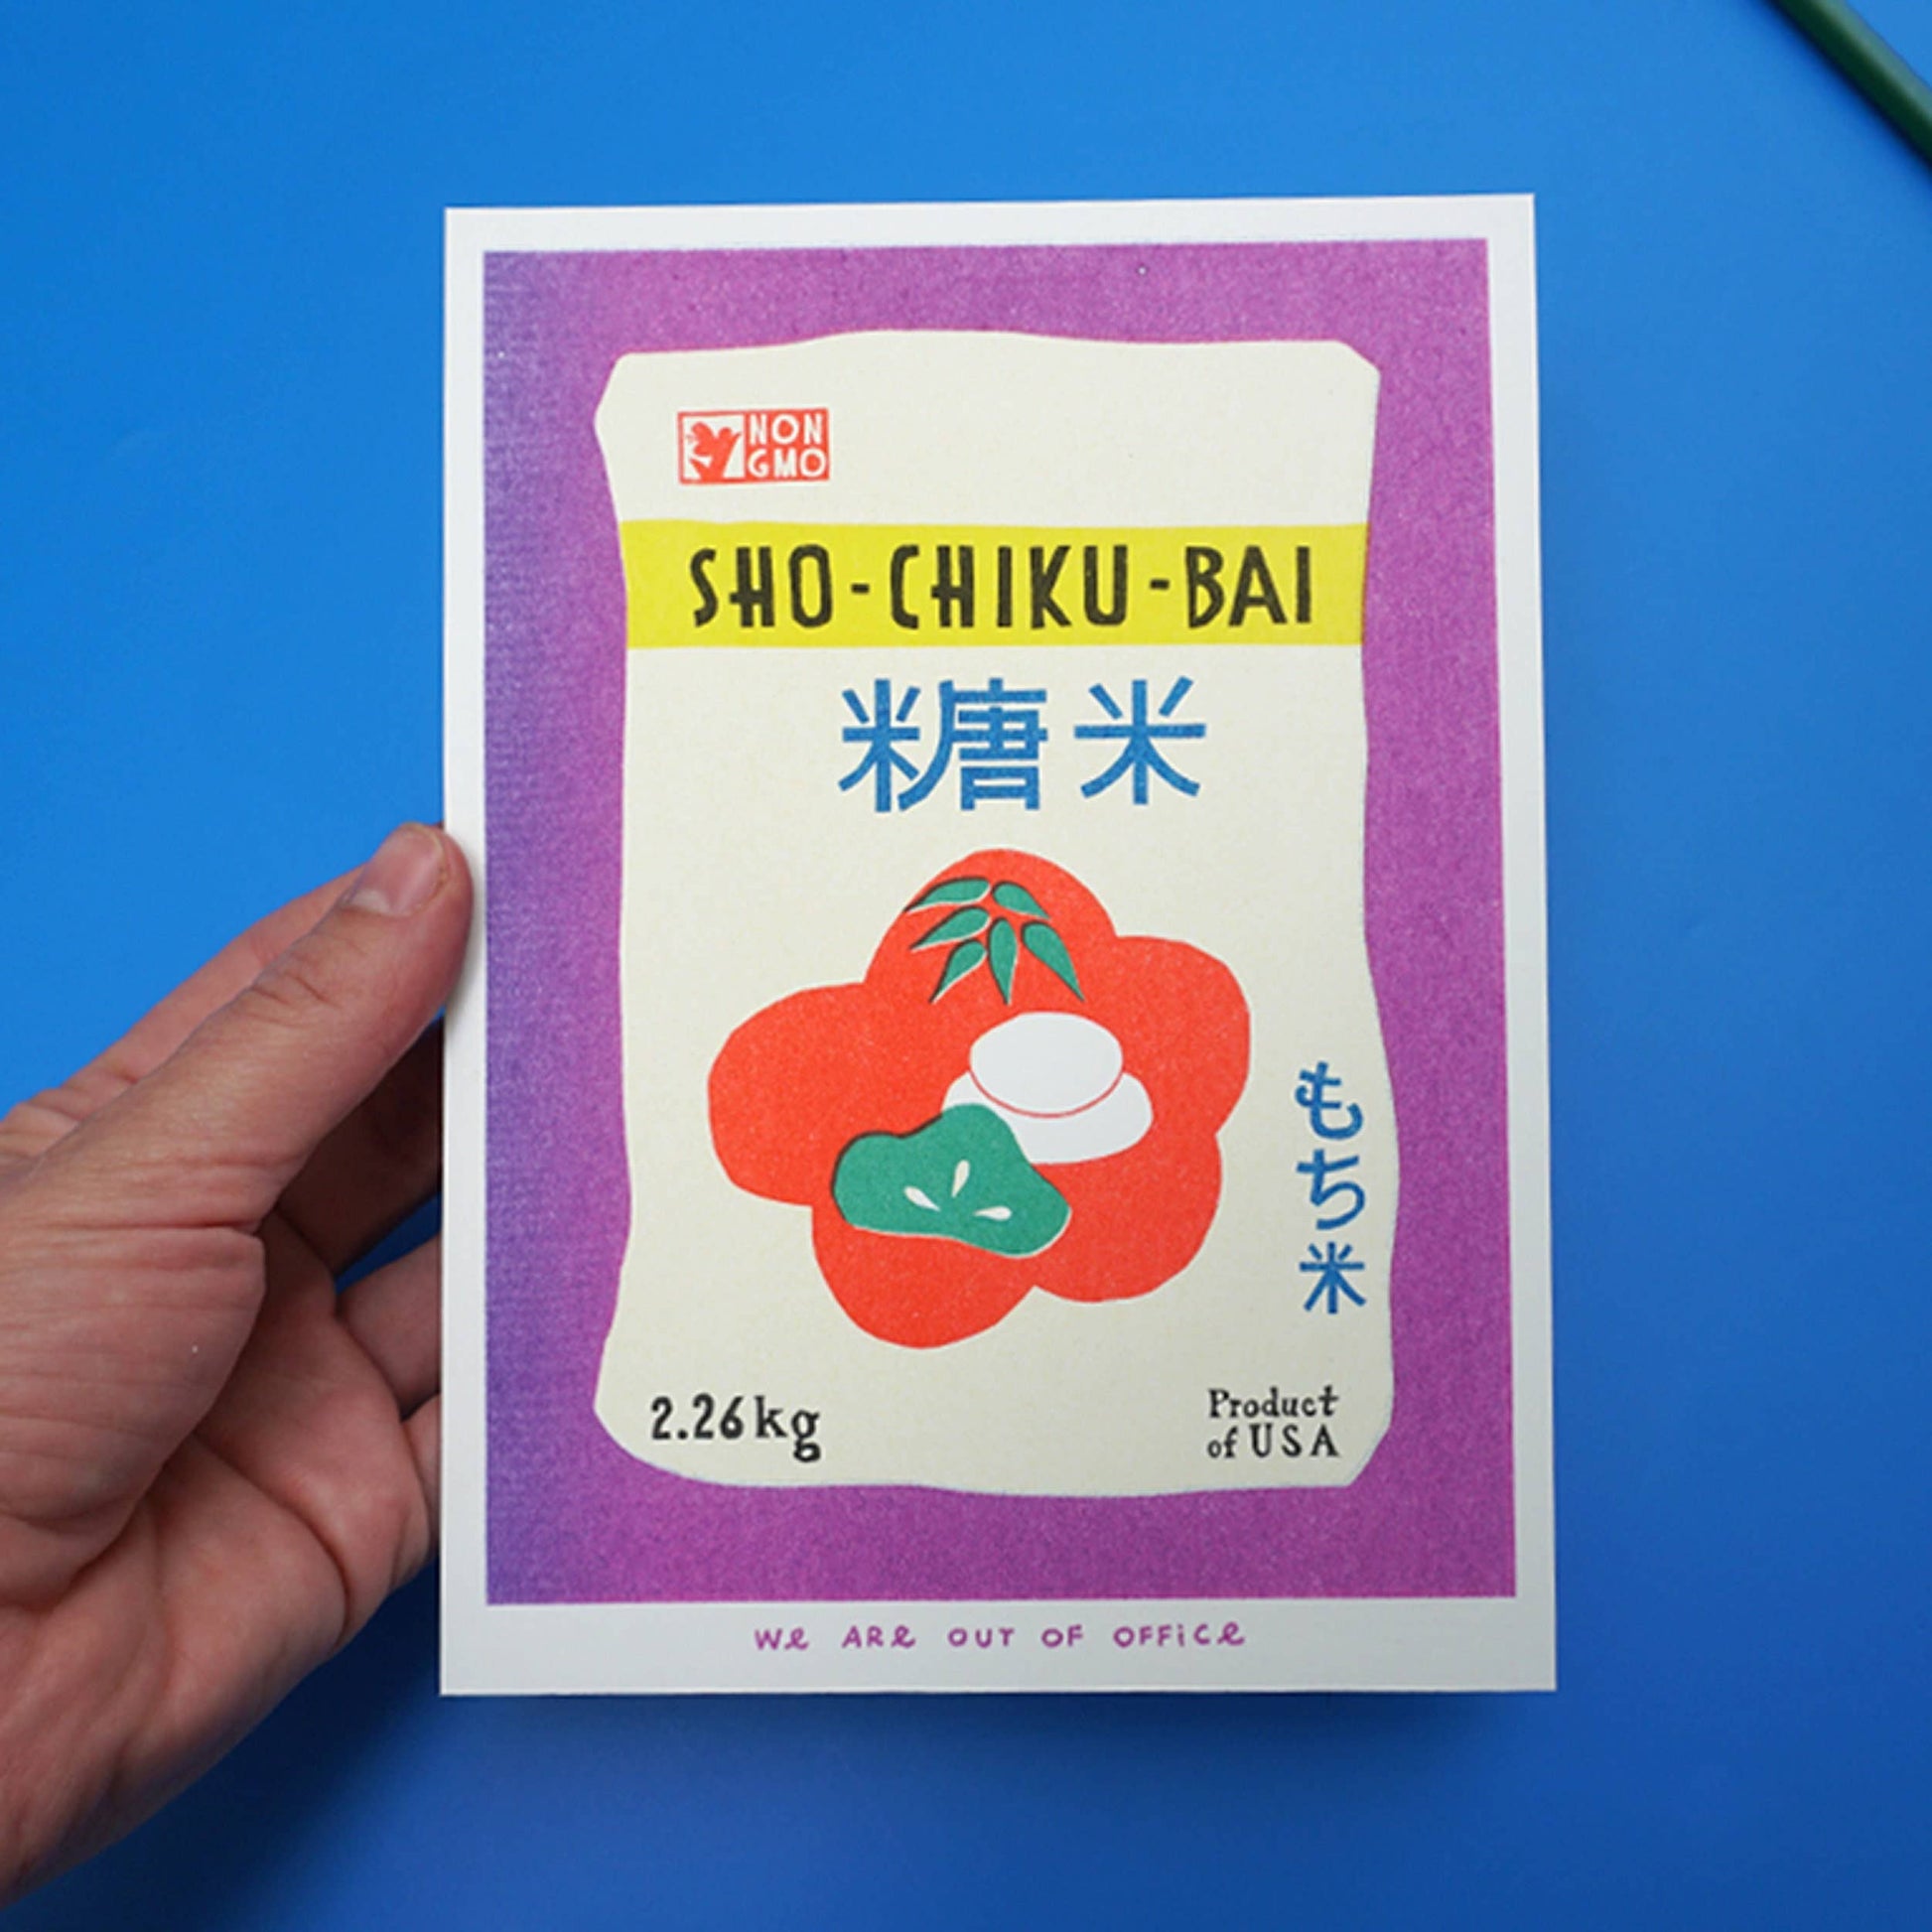 NON
GMO
SHO-CHIKU-BAI
糖米
もち米
2.26kg
Product
of USA
We ARe OUT OF OFFiCe